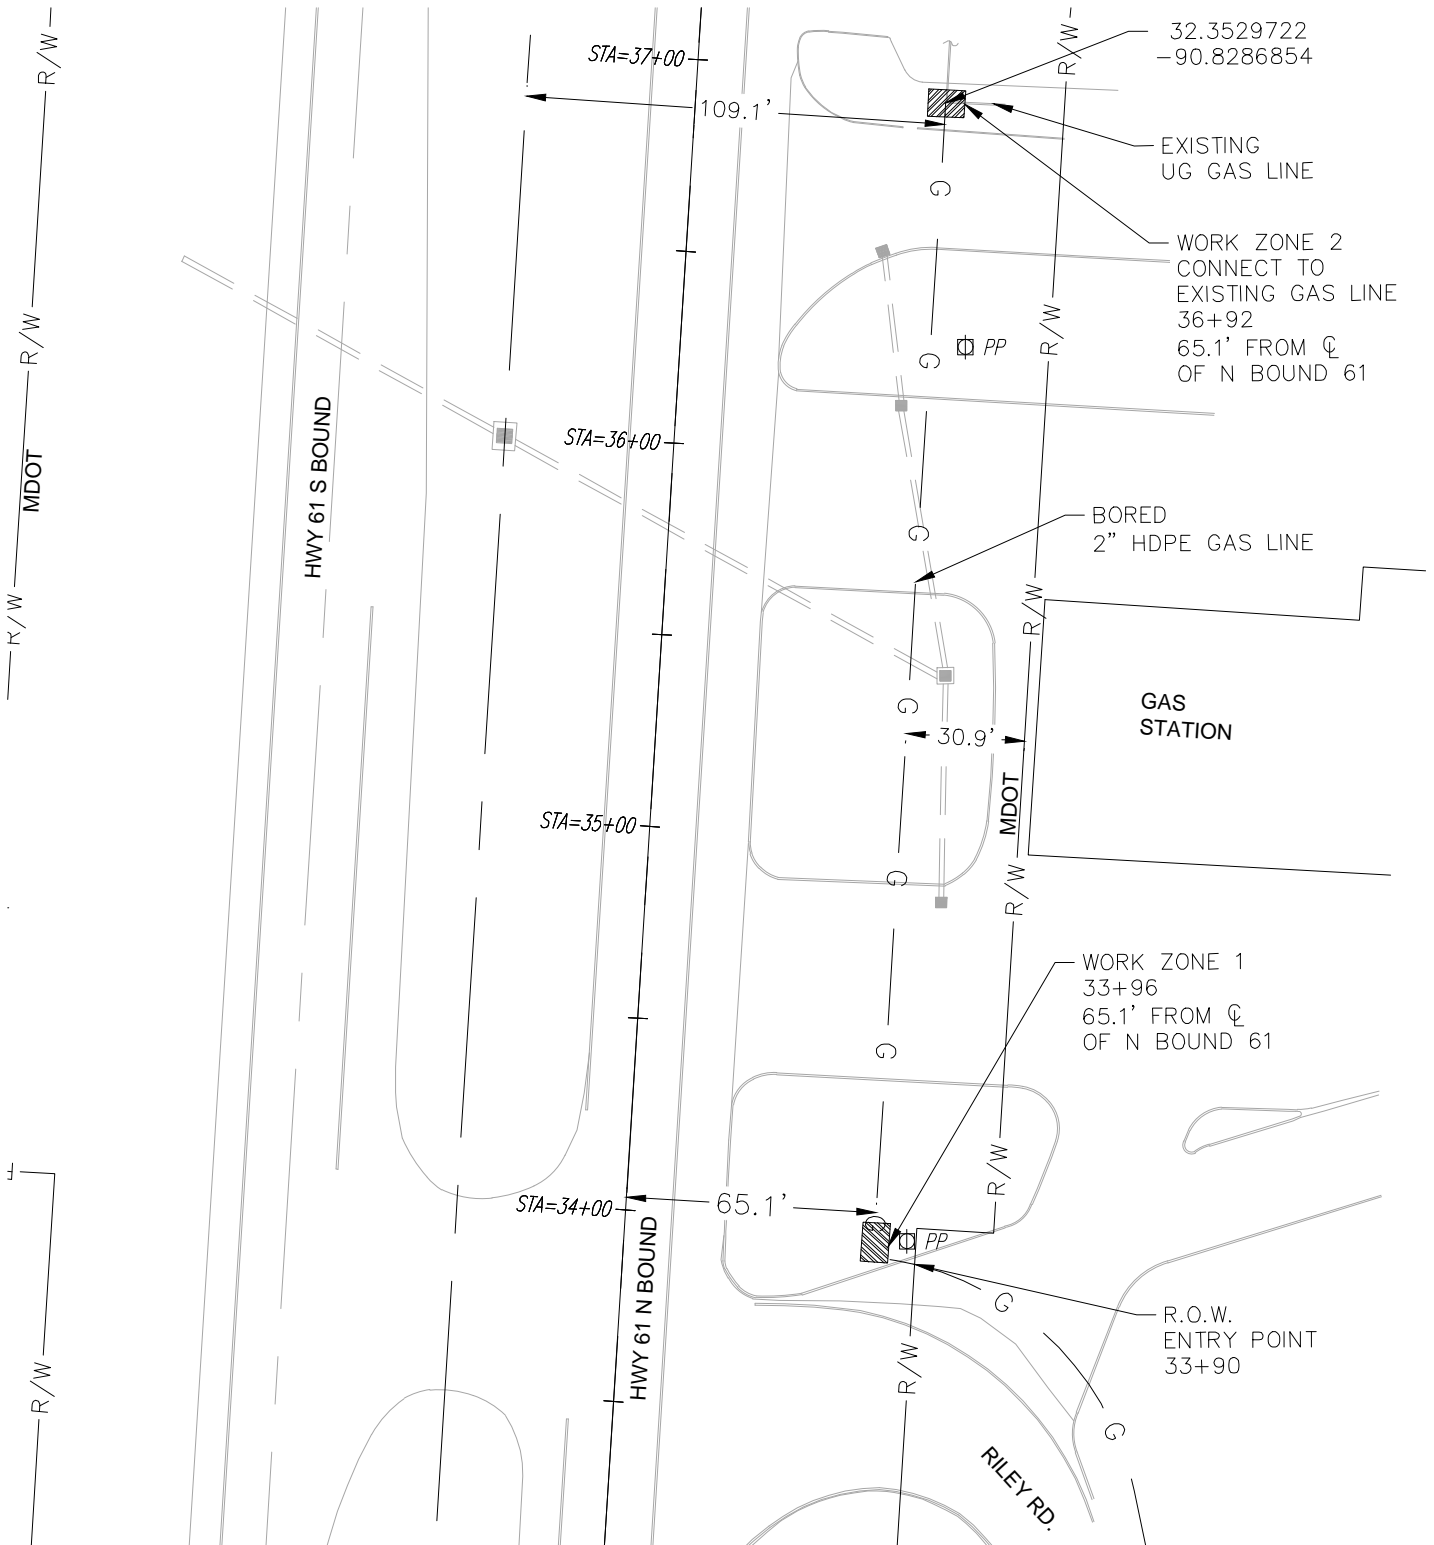 R/W
R/W
32.3529722
-90.8286854
STA=37+00
109.1'
EXISTING
UG GAS LINE
G
WORK ZONE 2
CONNECT TO
EXISTING GAS LINE
36+92
65.1' FROM ℄
OF N BOUND 61
R/W
R/W
G
PP
STA=36+00
HWY 61 S BOUND
MDOT
BORED
2" HDPE GAS LINE
G
R/W
R/W
G
30.9'
GAS
STATION
MDOT
STA=35+00
G
R/W
WORK ZONE 1
33+96
65.1' FROM ℄
OF N BOUND 61
G
R/W
65.1'
STA=34+00
PP
HWY 61 N BOUND
G
R.O.W.
ENTRY POINT
33+90
R/W
R/W
G
RILEY RD.